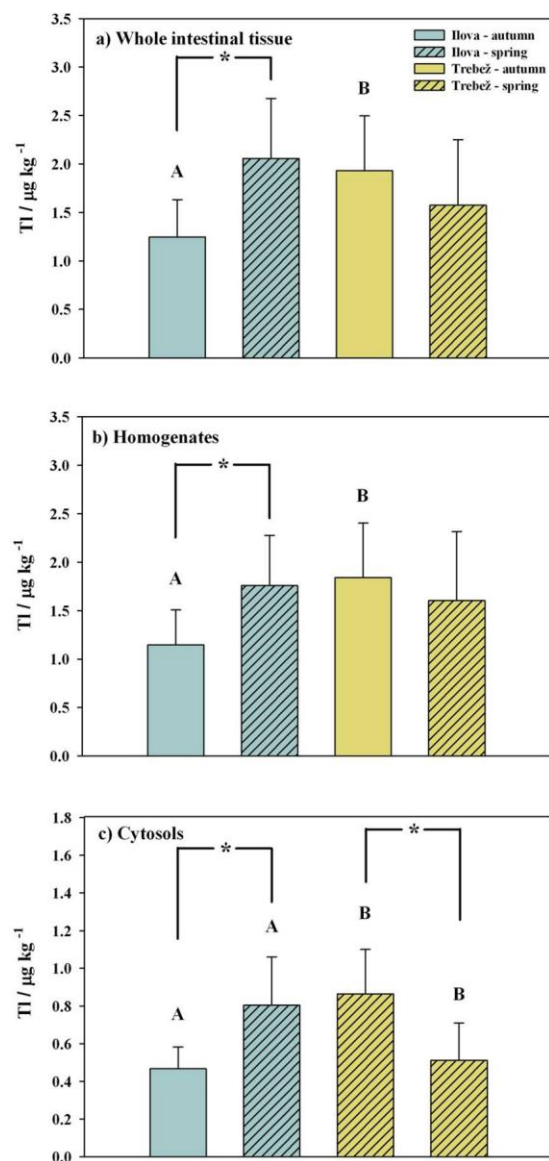 a) Whole intestinal tissue
Ilova - autumn
Ilova - spring
Trebež - autumn
Trebež - spring
*
A
B
Tl / µg kg -1
3.5
3.0
2.5
2.0
1.5
1.0
0.5
0.0
b) Homogenates
*
A
B
Tl / µg kg -1
3.5
3.0
2.5
2.0
1.5
1.0
0.5
0.0
c) Cytosols
*
*
A
A
B
B
Tl / µg kg -1
1.8
1.6
1.4
1.2
1.0
0.8
0.6
0.4
0.2
0.0